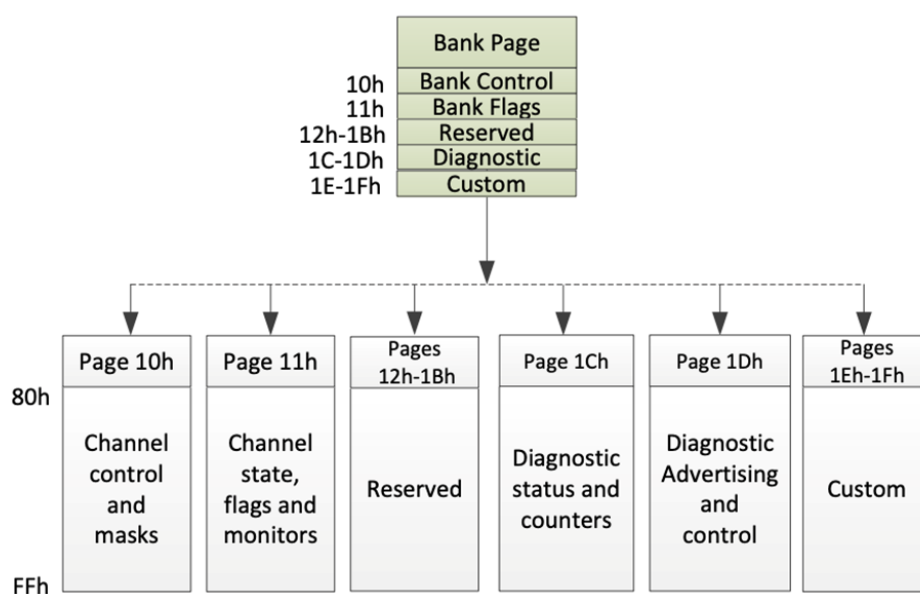 Bank Page
10h Bank Control
11h Bank Flags
12h-1Bh Reserved
1C-1Dh Diagnostic
1E-1Fh Custom
Page 10h
Page 11h
Pages
12h-1Bh
Page 1Ch
Page 1Dh
Pages
1Eh-1Fh
80h
Channel
control
and
masks
Channel
state,
flags and
monitors
Reserved
Diagnostic
status and
counters
Diagnostic
Advertising
and
control
Custom
FFh